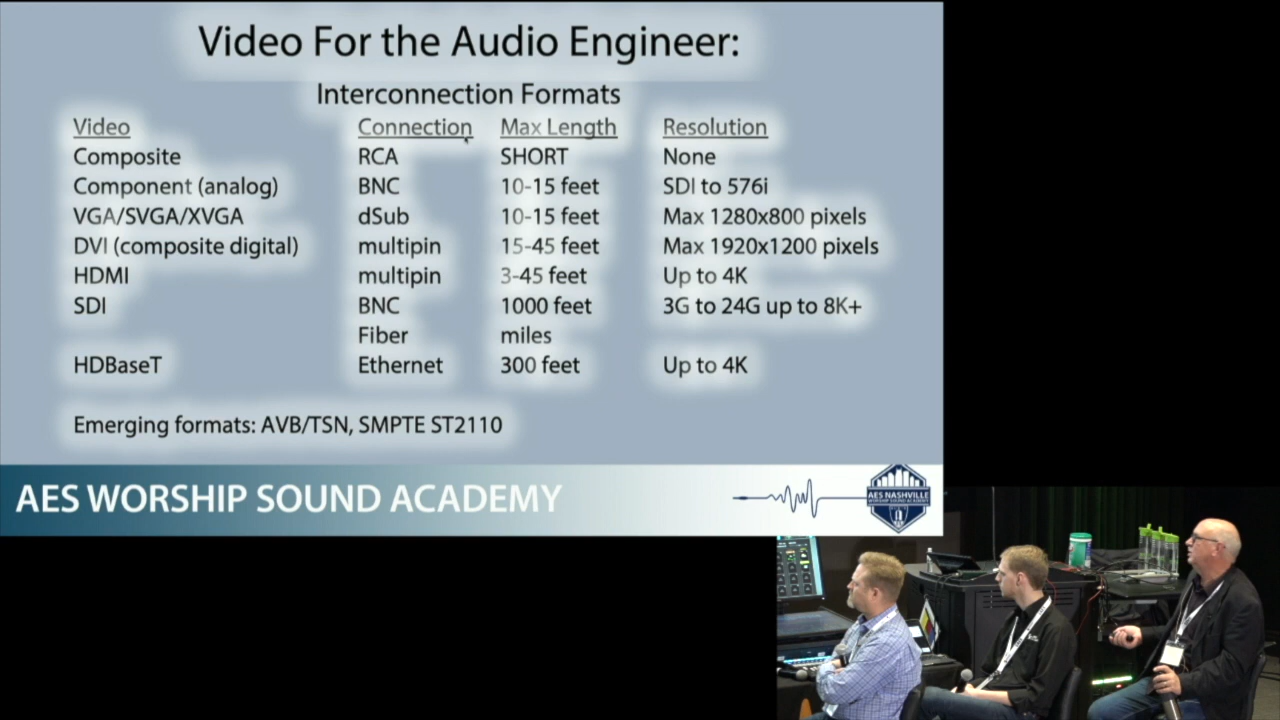 Video For the Audio Engineer:
Interconnection Formats
Video Connection Max Length Resolution
Composite RCA SHORT None
Component (analog) BNC 10-15 feet SDI to 576i
VGA/SVGA/XVGA dSub 10-15 feet Max 1280x800 pixels
DVI (composite digital) multipin 15-45 feet Max 1920x1200 pixels
HDMI multipin 3-45 feet Up to 4K
SDI BNC 1000 feet 3G to 24G up to 8K+
Fiber miles
HDBaseT Ethernet 300 feet Up to 4K
Emerging formats: AVB/TSN, SMPTE ST2110
AES WORSHIP SOUND ACADEMY
AES NASHVILLE
WORSHIP SOUND ACADEMY